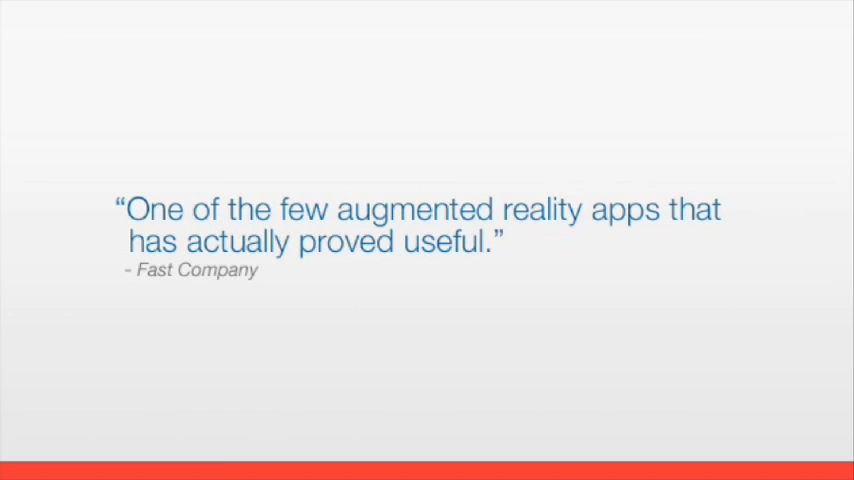 “One of the few augmented reality apps that
has actually proved useful.”
- Fast Company